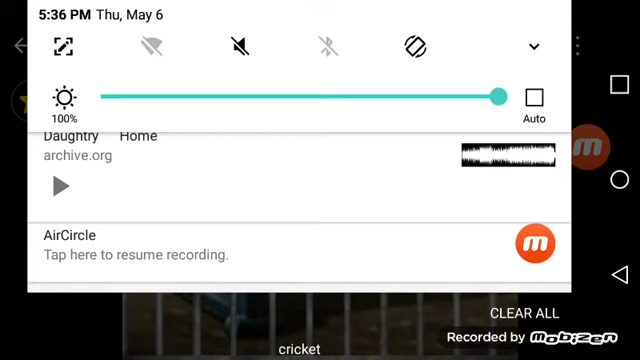 5:36 PM Thu, May 6
100%
Auto
Daughtry Home
archive.org
AirCircle
Tap here to resume recording.
CLEAR ALL
Recorded by mobizen
cricket